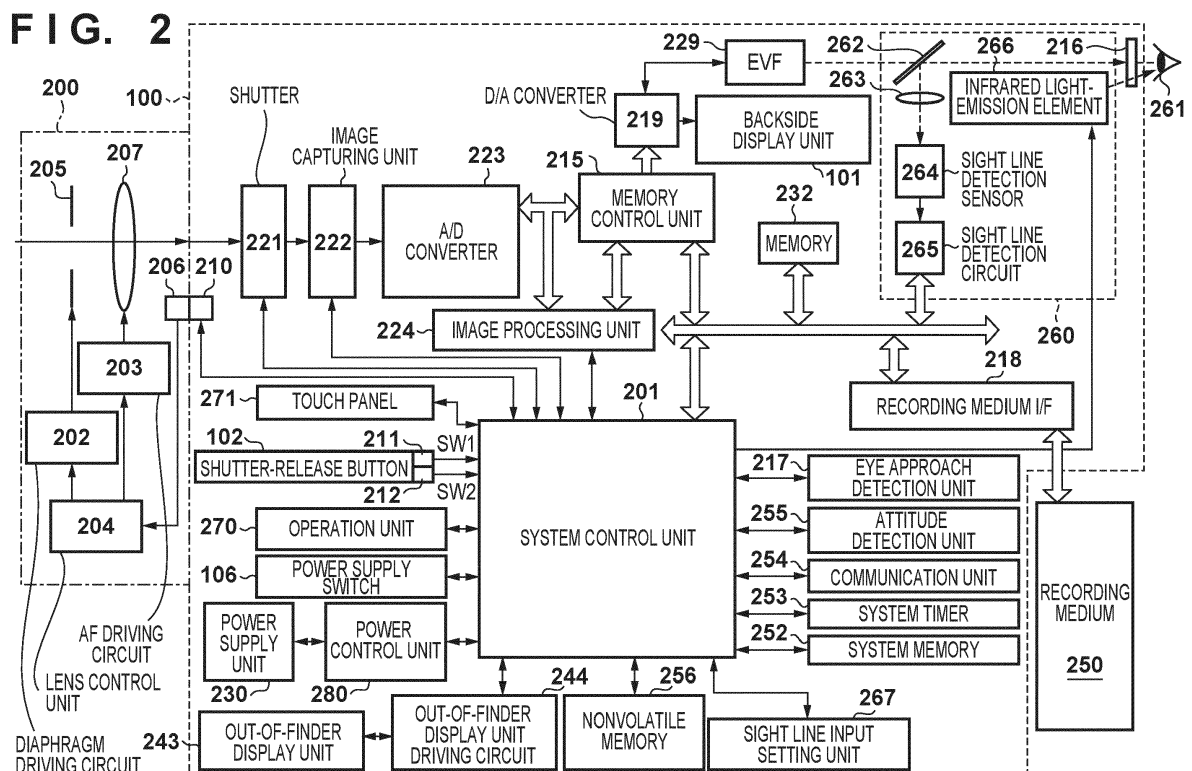 FIG. 2
200
100
SHUTTER
IMAGE
CAPTURING
UNIT
223
D/A CONVERTER
229
EVF
219
BACKSIDE
DISPLAY UNIT
101
262
263
266
216
INFRARED LIGHT-
EMISSION ELEMENT
261
205
207
221
222
A/D
CONVERTER
215
MEMORY
CONTROL
UNIT
232
MEMORY
264
SIGHT LINE
DETECTION
SENSOR
265
SIGHT LINE
DETECTION
CIRCUIT
260
206
210
224
IMAGE PROCESSING UNIT
203
202
204
218
RECORDING MEDIUM I/F
271
TOUCH PANEL
201
102
211
SW1
SHUTTER-RELEASE BUTTON
212
SW2
270
OPERATION UNIT
106
POWER SUPPLY
SWITCH
SYSTEM CONTROL
UNIT
217
EYE APPROACH
DETECTION UNIT
255
ATTITUDE
DETECTION UNIT
254
COMMUNICATION UNIT
253
SYSTEM TIMER
252
SYSTEM MEMORY
RECORDING
MEDIUM
250
AF DRIVING
CIRCUIT
LENS CONTROL
UNIT
DIAPHRAGM
DRIVING CIRCUIT
POWER
SUPPLY
UNIT
230
POWER
CONTROL
UNIT
280
243
OUT-OF-FINDER
DISPLAY UNIT
244
OUT-OF-FINDER
DISPLAY UNIT
DRIVING CIRCUIT
256
NONVOLATILE
MEMORY
267
SIGHT LINE INPUT
SETTING UNIT